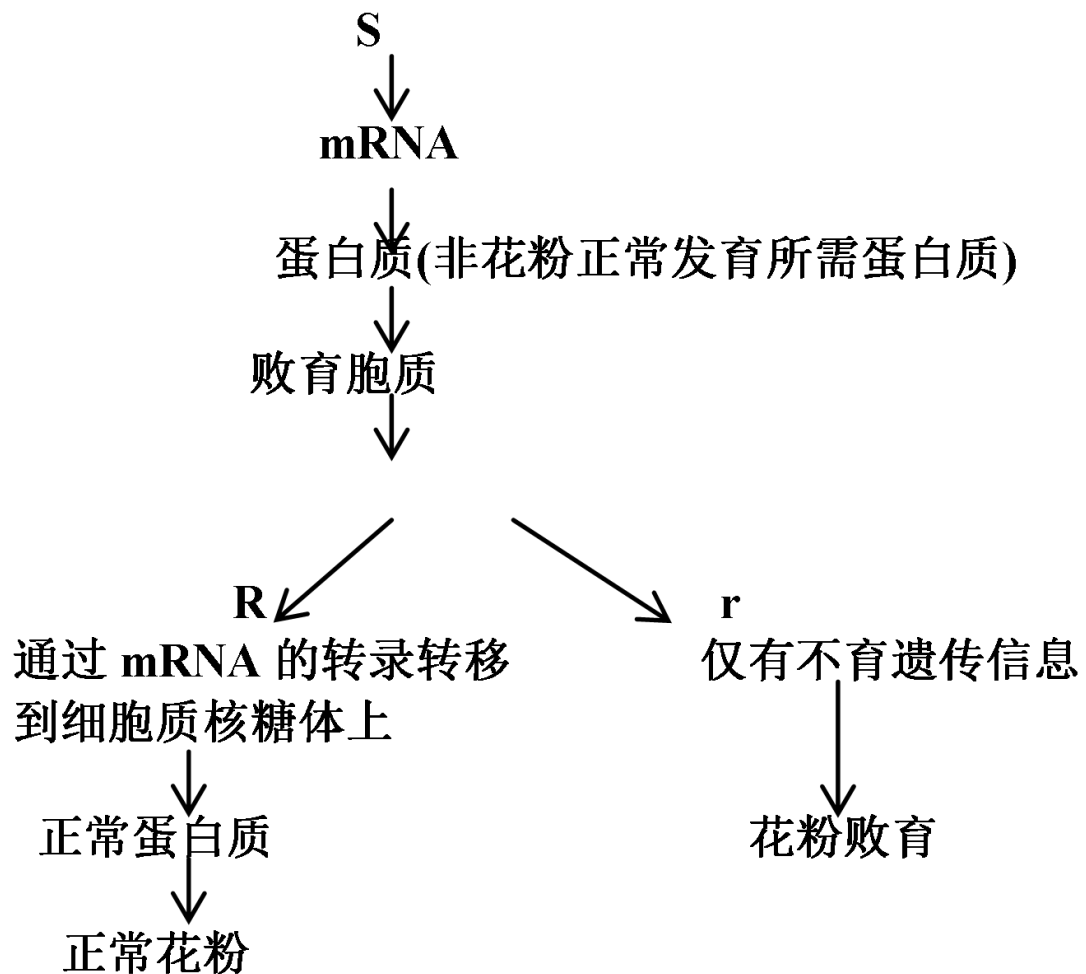 S
mRNA
蛋白质(非花粉正常发育所需蛋白质)
败育胞质
R
r
通过 mRNA 的转录转移
到细胞质核糖体上
仅有不育遗传信息
正常蛋白质
花粉败育
正常花粉